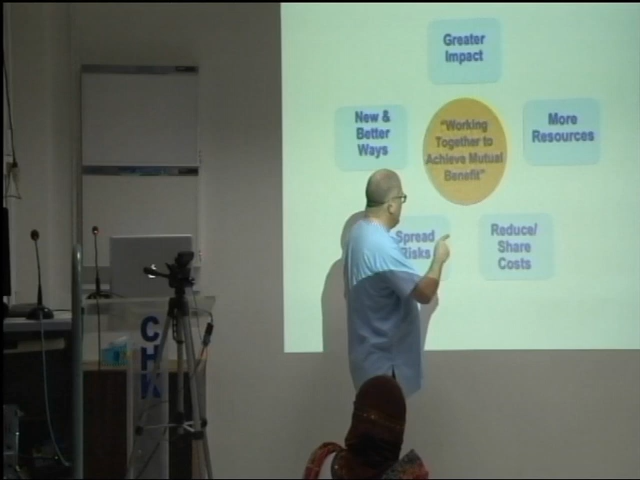 Greater
Impact
New &
Better
Ways
"Working
Together to
Achieve Mutual
Benefit"
More
Resources
Spread
Risks
Reduce/
Share
Costs
CHK